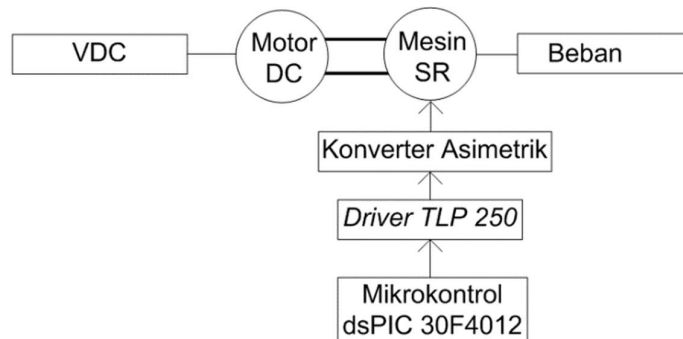 VDC
Motor
DC
Mesin
SR
Beban
Konverter Asimetrik
Driver TLP 250
Mikrokontrol
dsPIC 30F4012